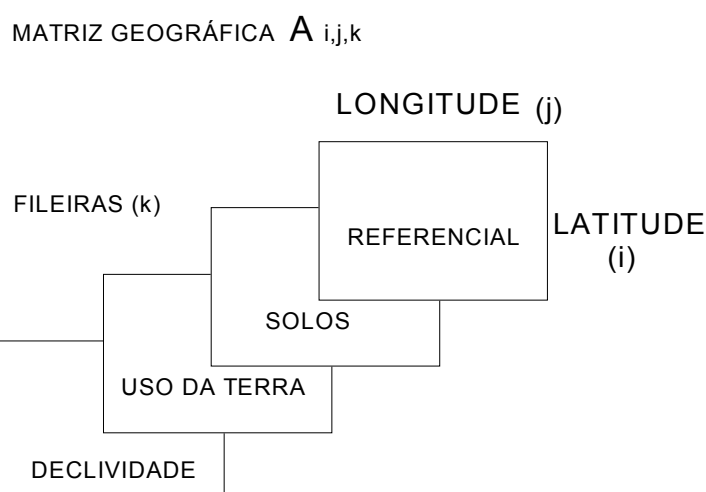 MATRIZ GEOGRÁFICA A i,j,k
LONGITUDE (j)
FILEIRAS (k)
REFERENCIAL
LATITUDE
(i)
SOLOS
USO DA TERRA
DECLIVIDADE